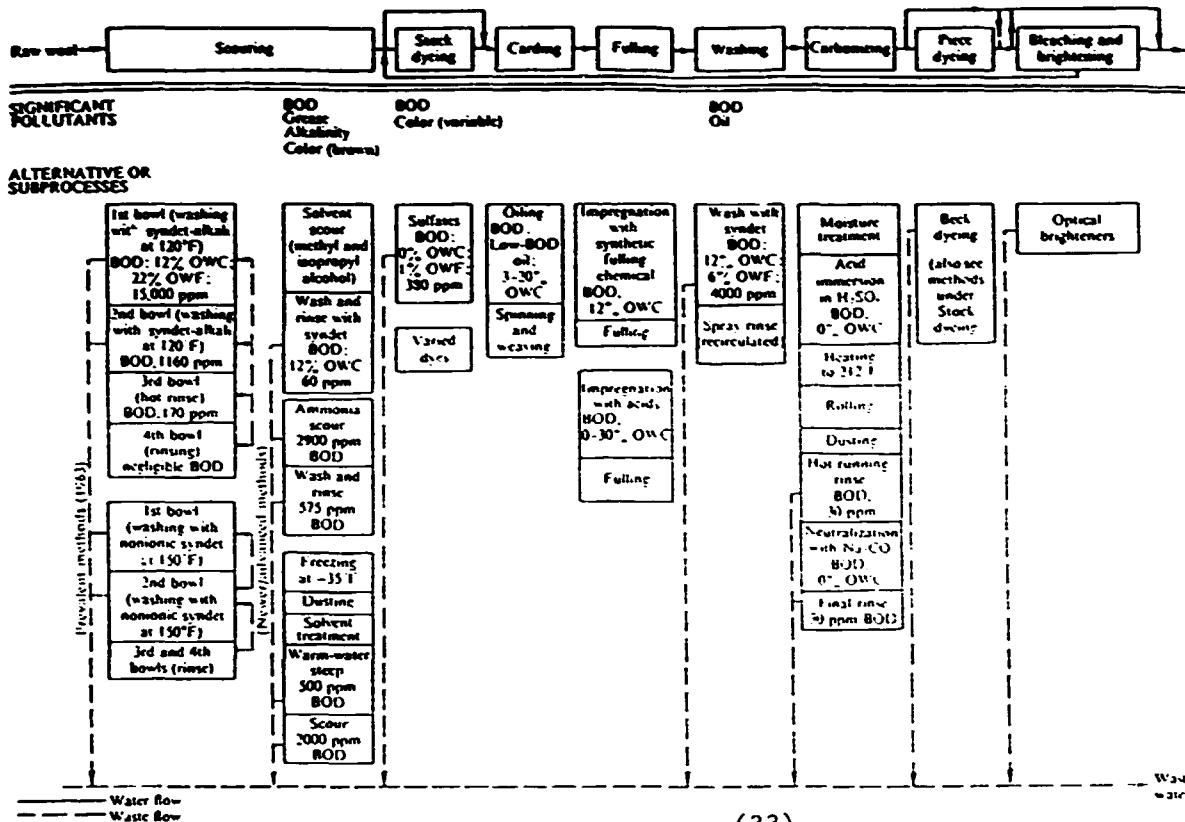 Raw wool
Scouring
Stock
dyeing
Carding
Fulling
Washing
Carbonizing
Piece
dyeing
Bleaching and
brightening
SIGNIFICANT
POLLUTANTS
BOD
Grease
Alkalinity
Color (brown)
BOD
Color (variable)
BOD
Oil
ALTERNATIVE OR
SUBPROCESSES
1st bowl (washing
syndet-alkali
at 120°F)
BOD: 12% OWC;
22% OWF;
15,000 ppm
2nd bowl (washing
with syndet-alkali
at 120°F)
BOD, 1160 ppm
3rd bowl
(hot rinse)
BOD, 170 ppm
4th bowl
(rinsing)
negligible BOD
1st bowl
(washing with
nonionic syndet
at 150°F)
2nd bowl
(washing with
nonionic syndet
at 150°F)
3rd and 4th
bowls (rinse)
Prevalent methods
(Newer/advanced methods)
Solvent
scour
(methyl and
isopropyl
alcohol)
Wash and
rinse with
syndet
BOD:
12% OWC
60 ppm
Ammonia
scour
2900 ppm
BOD
Wash and
rinse
575 ppm
BOD
Freezing
at −35°F
Dusting
Solvent
treatment
Warm-water
steep
500 ppm
BOD
Scour
2000 ppm
BOD
BOD:
0% OWC
1% OWF:
380 ppm
Varied
dyes
Oiling
BOD,
Low-BOD
oil:
OWC
Spinning
and
weaving
Impregnation
with
synthetic
fulling
chemical
BOD,
12% OWC
Fulling
Impregnation
with acids
BOD,
0-30% OWC
Fulling
Wash with
syndet
BOD:
12% OWC
6% OWF;
4000 ppm
Spray rinse
recirculated
Moisture
treatment
Acid
immersion
in H₂SO₄
BOD,
0% OWC
Heating
to 212°F
Rolling
Dusting
Hot running
rinse
BOD,
30 ppm
Neutralization
with
BOD:
0% OWC
Final rinse
ppm BOD
Beck
dyeing
(also see
methods
under
Stock
dyeing)
Optical
brighteners
Water flow
Waste flow
(33)